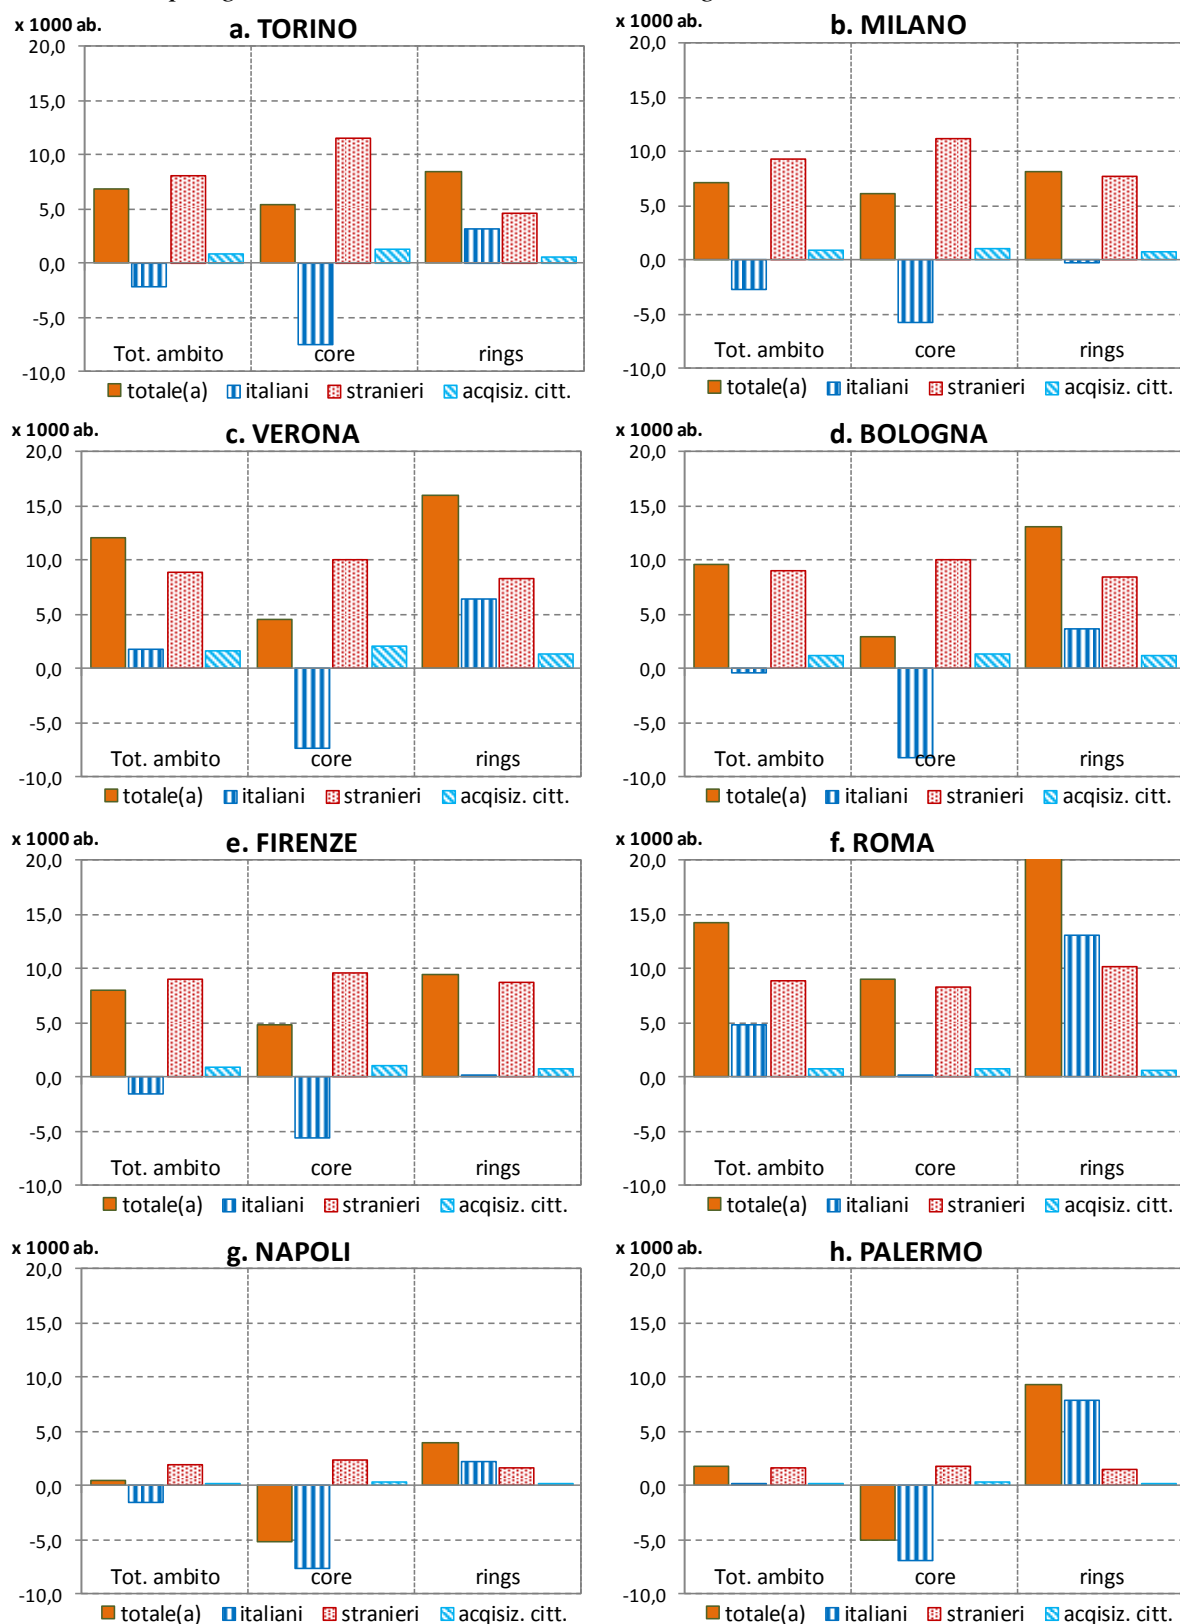 x 1000 ab.
a. TORINO
20,0
15,0
10,0
5,0
0,0
-5,0
-10,0
Tot. ambito core rings
totale(a) italiani stranieri acqisiz. citt.
x 1000 ab.
b. MILANO
20,0
15,0
10,0
5,0
0,0
-5,0
-10,0
Tot. ambito core rings
totale(a) italiani stranieri acqisiz. citt.
x 1000 ab.
c. VERONA
20,0
15,0
10,0
5,0
0,0
-5,0
-10,0
Tot. ambito core rings
totale(a) italiani stranieri acqisiz. citt.
x 1000 ab.
d. BOLOGNA
20,0
15,0
10,0
5,0
0,0
-5,0
-10,0
Tot. ambito core rings
totale(a) italiani stranieri acqisiz. citt.
x 1000 ab.
e. FIRENZE
20,0
15,0
10,0
5,0
0,0
-5,0
-10,0
Tot. ambito core rings
totale(a) italiani stranieri acqisiz. citt.
x 1000 ab.
f. ROMA
20,0
15,0
10,0
5,0
0,0
-5,0
-10,0
Tot. ambito core rings
totale(a) italiani stranieri acqisiz. citt.
x 1000 ab.
g. NAPOLI
20,0
15,0
10,0
5,0
0,0
-5,0
-10,0
Tot. ambito core rings
totale(a) italiani stranieri acqisiz. citt.
x 1000 ab.
h. PALERMO
20,0
15,0
10,0
5,0
0,0
-5,0
-10,0
Tot. ambito core rings
totale(a) italiani stranieri acqisiz. citt.